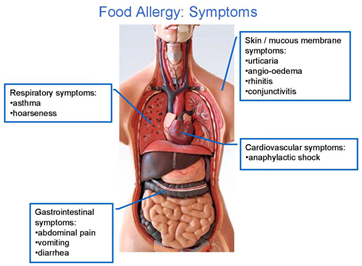 Food Allergy: Symptoms
Skin / mucous membrane
symptoms:
•urticaria
•angio-oedema
•rhinitis
•conjunctivitis
Respiratory symptoms:
•asthma
•hoarseness
Cardiovascular symptoms:
•anaphylactic shock
Gastrointestinal
symptoms:
•abdominal pain
•vomiting
•diarrhea